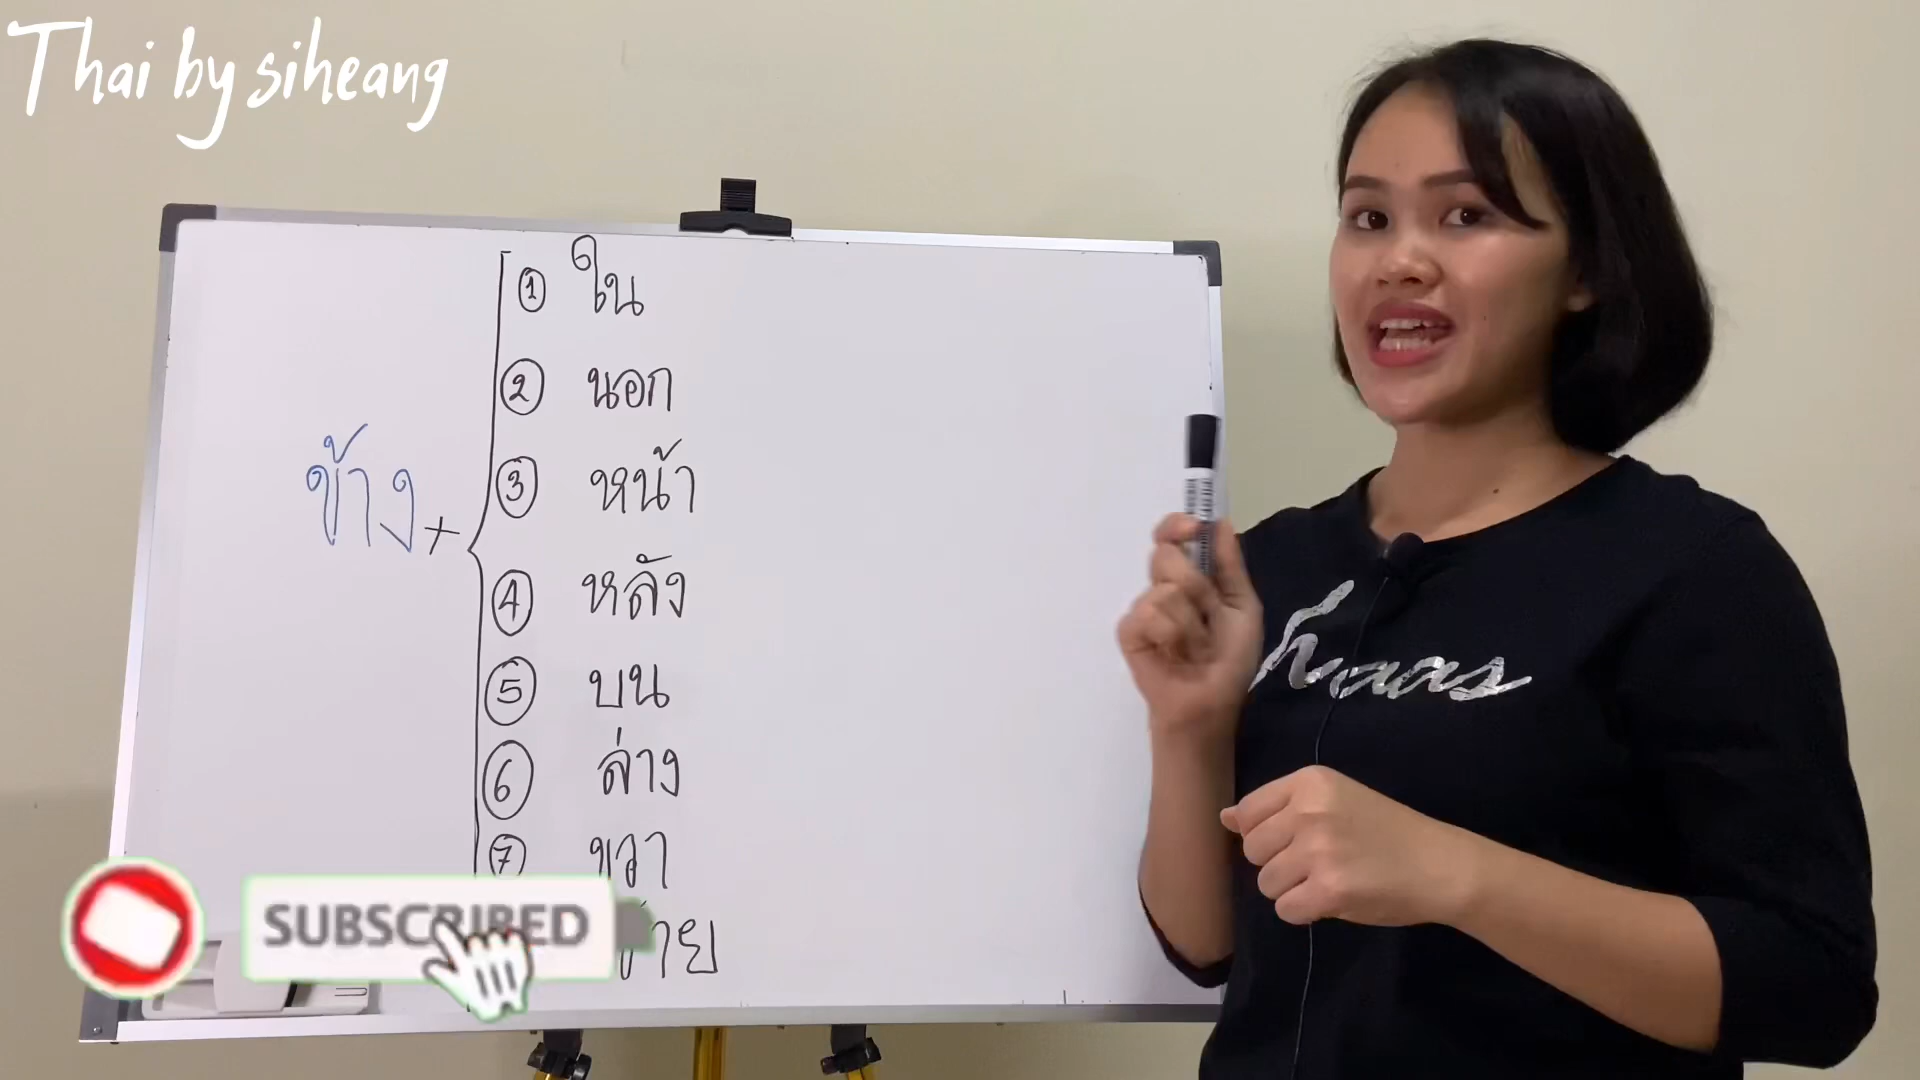 Thai by siheang
ข้าง +
① ใน
② นอก
③ หน้า
④ หลัง
⑤ บน
⑥ ล่าง
⑦ ขวา
SUBSCRIBED